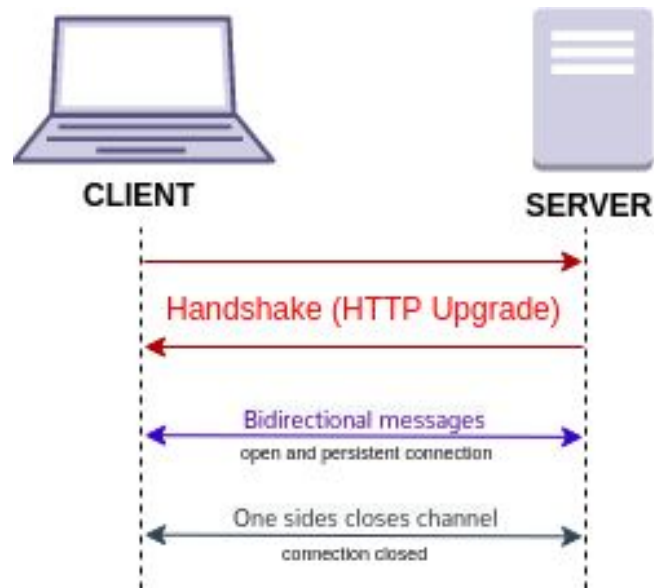 CLIENT
SERVER
Handshake (HTTP Upgrade)
Bidirectional messages
open and persistent connection
One sides closes channel
connection closed